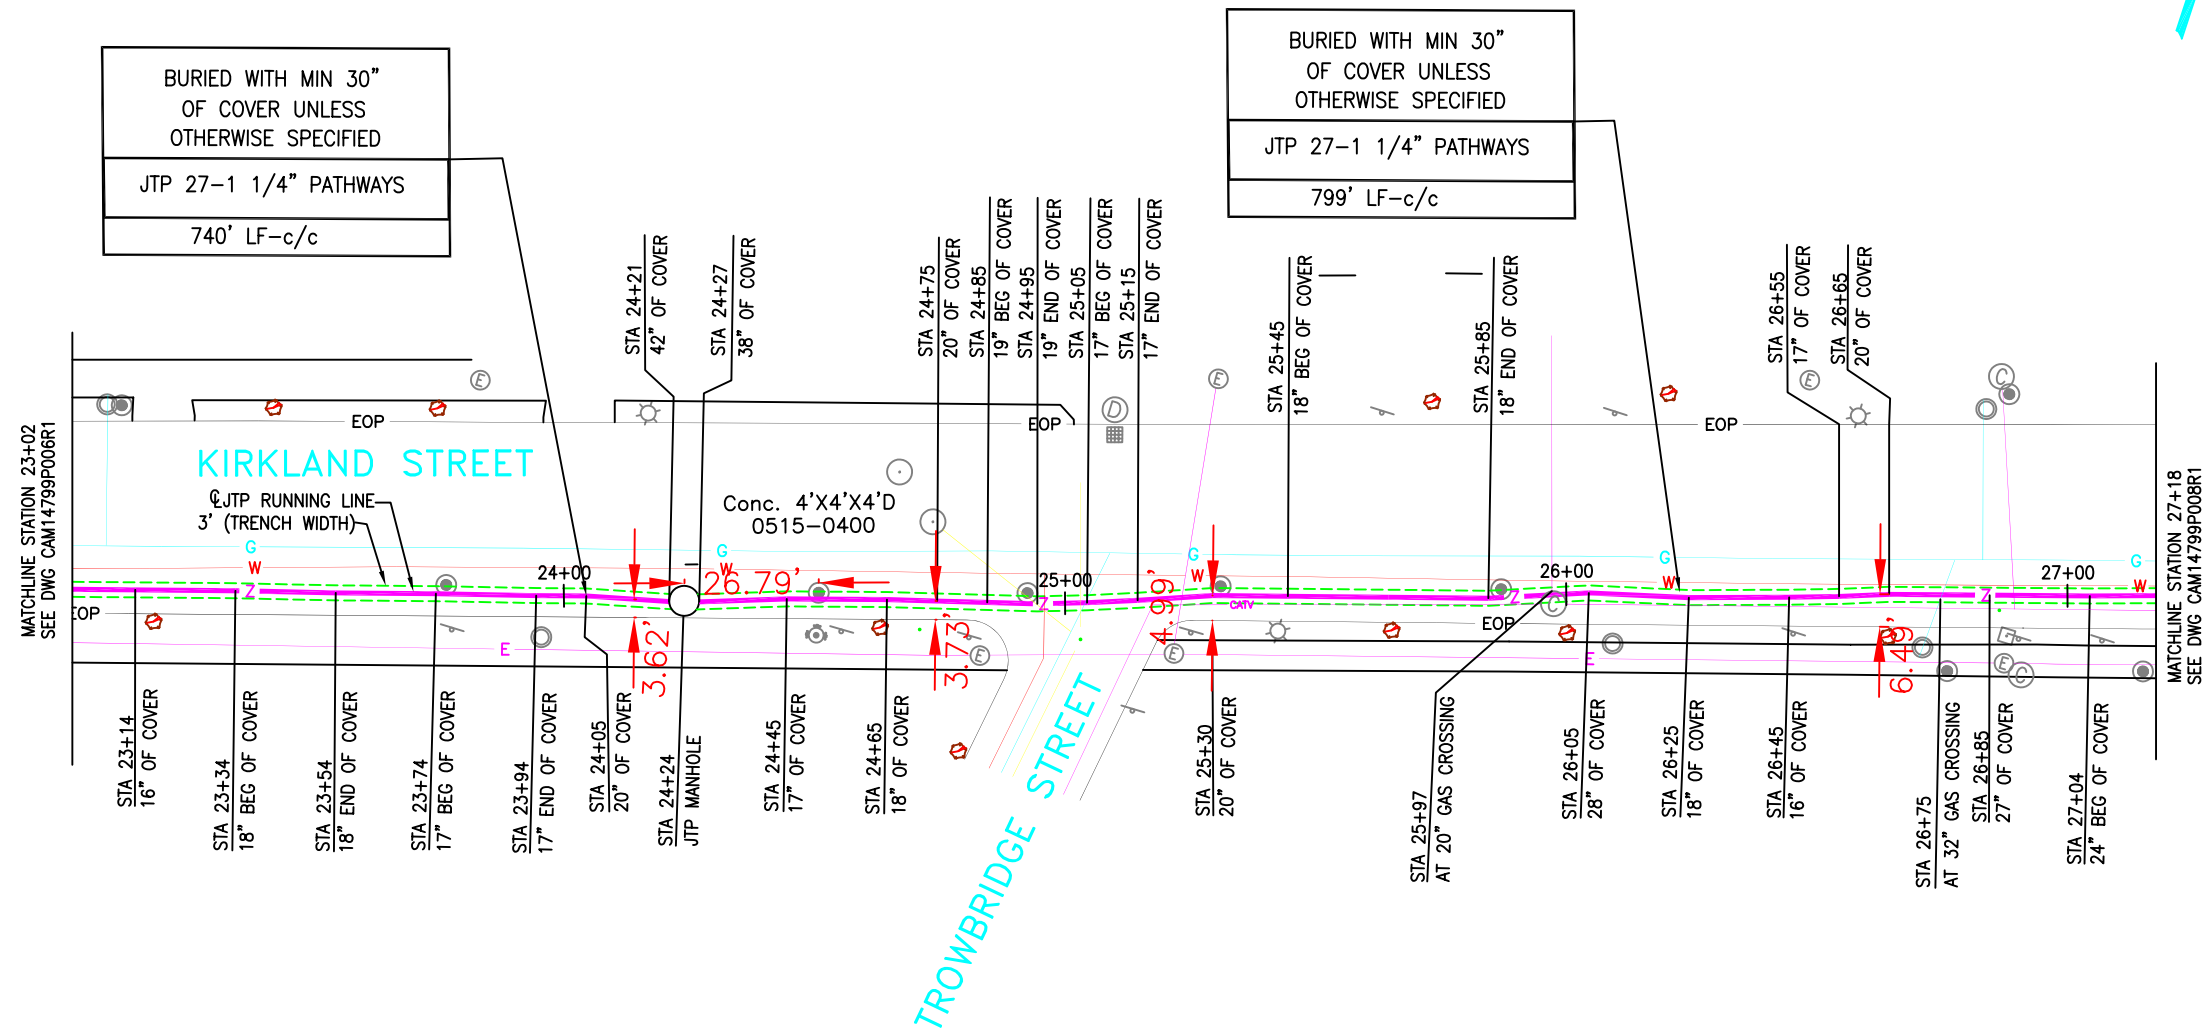 BURIED WITH MIN 30"
OF COVER UNLESS
OTHERWISE SPECIFIED
JTP 27-1 1/4" PATHWAYS
740' LF-c/c
BURIED WITH MIN 30"
OF COVER UNLESS
OTHERWISE SPECIFIED
JTP 27-1 1/4" PATHWAYS
799' LF-c/c
STA 24+21
42" OF COVER
STA 24+27
38" OF COVER
STA 24+75
20" OF COVER
STA 24+85
19" BEG OF COVER
STA 24+95
19" END OF COVER
STA 25+05
17" BEG OF COVER
STA 25+15
17" END OF COVER
STA 25+45
18" BEG OF COVER
STA 25+85
18" END OF COVER
STA 26+55
17" OF COVER
STA 26+65
20" OF COVER
MATCHLINE STATION 23+02
SEE DWG CAM14799P006R1
E
E
E
C
D
EOP
EOP
EOP
KIRKLAND STREET
℄JTP RUNNING LINE
3' (TRENCH WIDTH)
Conc. 4'X4'X4'D
0515-0400
G
G
G
G
G
W
W
W
W
W
24+00
25+00
26+00
27+00
26.79'
Z
Z
Z
Z
CATV
C
EOP
EOP
3.62'
3.73'
4.99'
6.49'
E
E
E
E
E
C
MATCHLINE STATION 27+18
SEE DWG CAM14799P008R1
STA 23+14
16" OF COVER
STA 23+34
18" BEG OF COVER
STA 23+54
18" END OF COVER
STA 23+74
17" BEG OF COVER
STA 23+94
17" END OF COVER
STA 24+05
20" OF COVER
STA 24+24
JTP MANHOLE
STA 24+45
17" OF COVER
STA 24+65
18" OF COVER
TROWBRIDGE STREET
STA 25+30
20" OF COVER
STA 25+97
AT 20" GAS CROSSING
STA 26+05
28" OF COVER
STA 26+25
18" OF COVER
STA 26+45
16" OF COVER
STA 26+75
AT 32" GAS CROSSING
STA 26+85
27" OF COVER
STA 27+04
24" BEG OF COVER